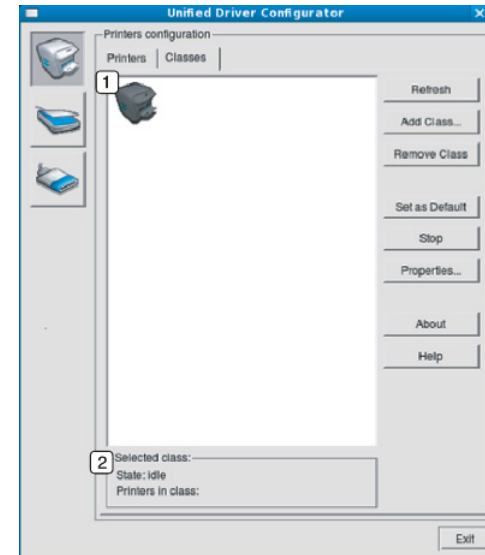 Unified Driver Configurator
Printers configuration
Printers Classes
1
Refresh
Add Class...
Remove Class
Set as Default
Stop
Properties...
About
Help
2
Selected class:
State: idle
Printers in class:
Exit